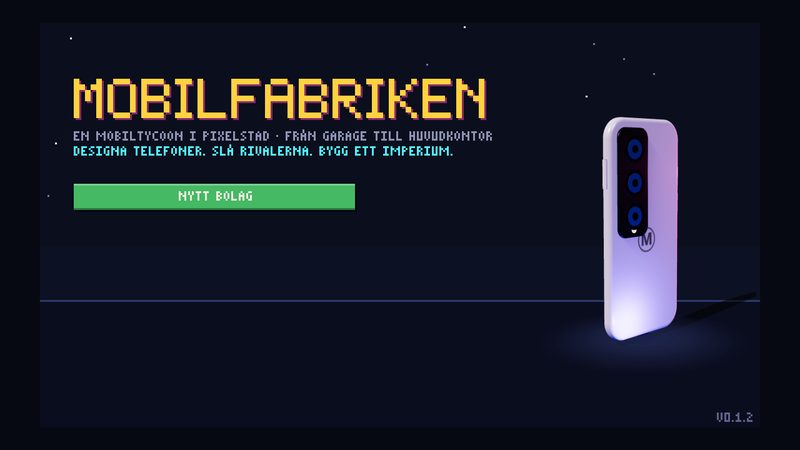 MOBILFABRIKEN
EN MOBILTYCOON I PIXELSTAD · FRÅN GARAGE TILL HUVUDKONTOR
DESIGNA TELEFONER. SLÅ RIVALERNA. BYGG ETT IMPERIUM.
NYTT BOLAG
M
V0.1.2